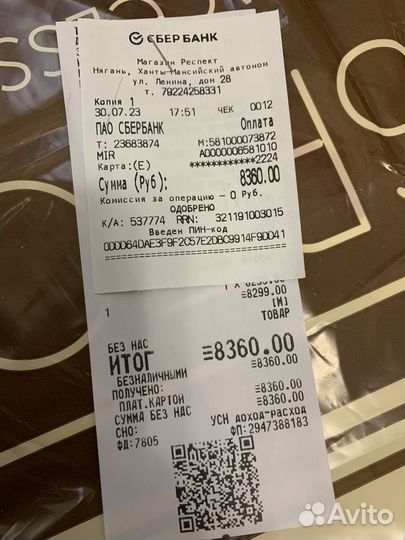 СБЕР БАНК
Магазин Респект
Нягань, Ханты-Мансийский автоном
ул. Ленина, дом 28
т. 79224258331
Копия 1
30.07.23 17:51 ЧЕК 0012
ПАО СБЕРБАНК Оплата
Т: 23683874 М:581000073872
MIR A0000006581010
Карта:(E) ************2224
Сумма (Руб): 8360.00
Комиссия за операцию - 0 Руб.
ОДОБРЕНО
К/А: 537774 RRN: 321191003015
Введен ПИН-код
0DDD64DAE3F9F2C57E2DBC9914F9DD41
================================
≡8299.00
[М]
1 ТОВАР
БЕЗ НДС
ИТОГ ≡8360.00
БЕЗНАЛИЧНЫМИ ≡8360.00
ПОЛУЧЕНО:
ПЛАТ.КАРТОЙ ≡8360.00
СУММА БЕЗ НДС ≡8360.00
СНО: УСН ДОХОД-РАСХОД
ФД:7805 ФП:2947388183
Avito